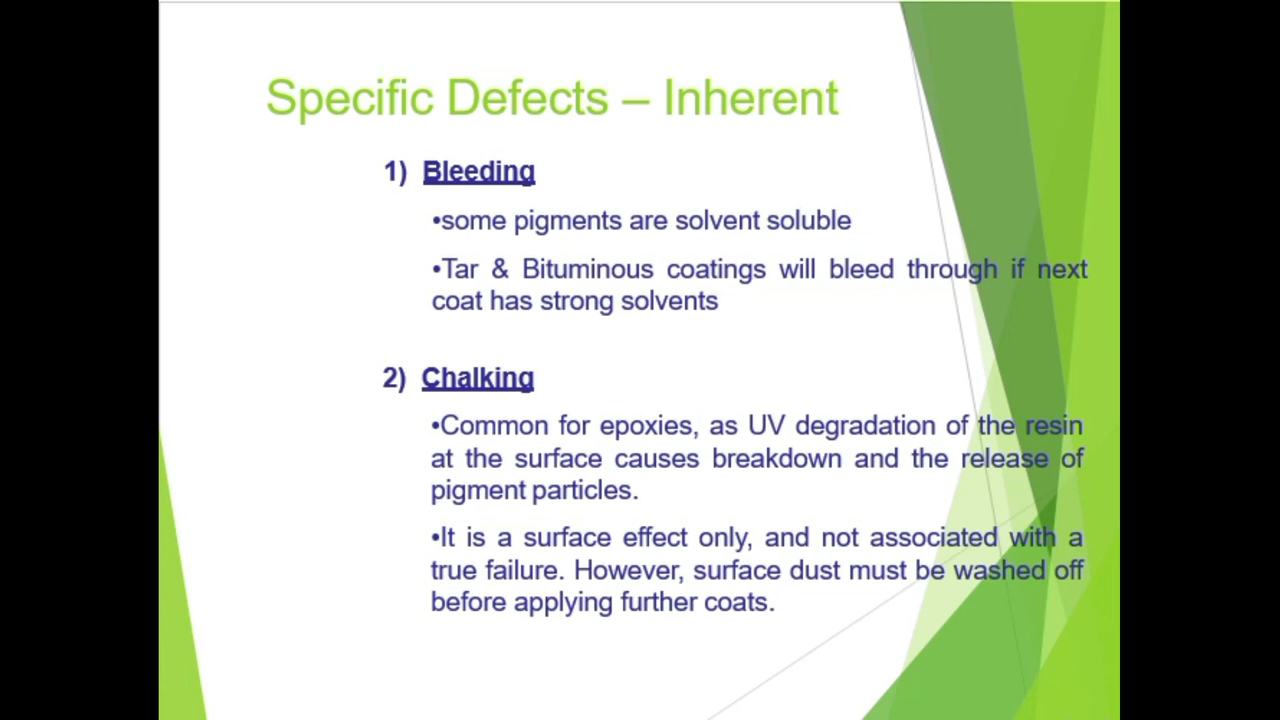 Specific Defects – Inherent
1) Bleeding
•some pigments are solvent soluble
•Tar & Bituminous coatings will bleed through if next
coat has strong solvents
2) Chalking
•Common for epoxies, as UV degradation of the resin
at the surface causes breakdown and the release of
pigment particles.
•It is a surface effect only, and not associated with a
true failure. However, surface dust must be washed off
before applying further coats.